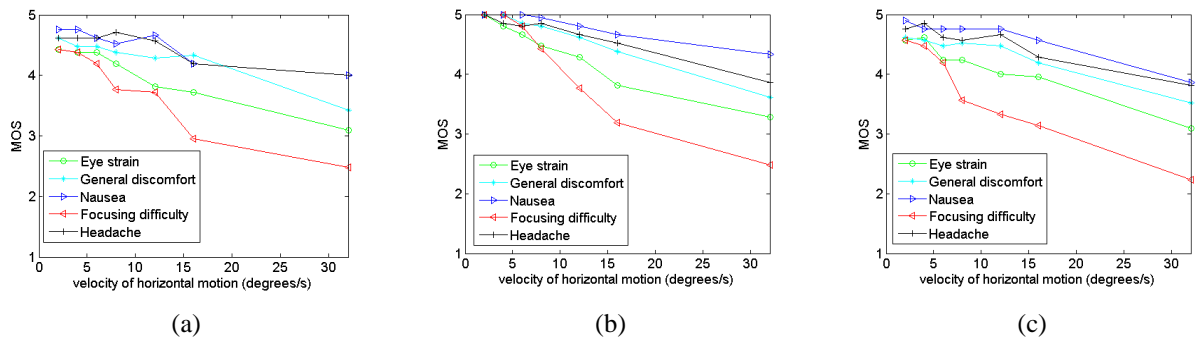 5
4
3
2
1
MOS
Eye strain
General discomfort
Nausea
Focusing difficulty
Headache
0 5 10 15 20 25 30
velocity of horizontal motion (degrees/s)
(a)
5
4
3
2
1
MOS
Eye strain
General discomfort
Nausea
Focusing difficulty
Headache
0 5 10 15 20 25 30
velocity of horizontal motion (degrees/s)
(b)
5
4
3
2
1
MOS
Eye strain
General discomfort
Nausea
Focusing difficulty
Headache
0 5 10 15 20 25 30
velocity of horizontal motion (degrees/s)
(c)